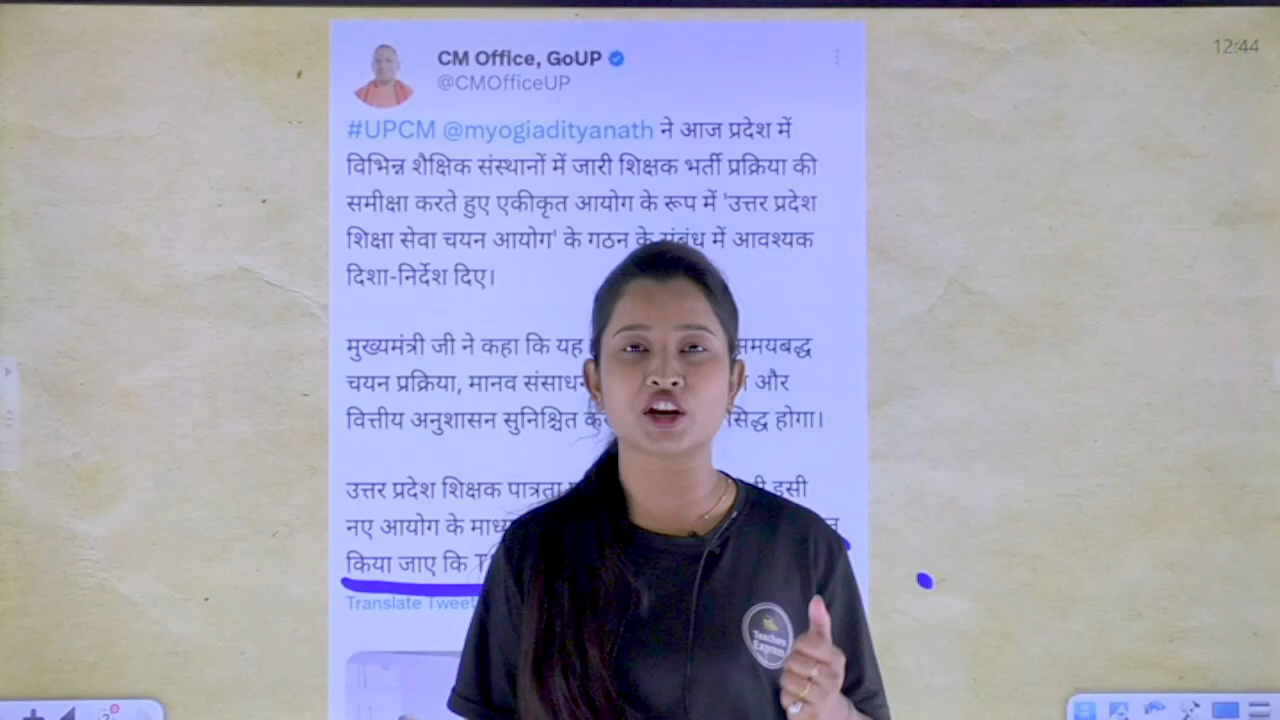 12:44
CM Office, GoUP
@CMOfficeUP
#UPCM @myogiadityanath ने आज प्रदेश में
विभिन्न शैक्षिक संस्थानों में जारी शिक्षक भर्ती प्रक्रिया की
समीक्षा करते हुए एकीकृत आयोग के रूप में 'उत्तर प्रदेश
शिक्षा सेवा चयन आयोग' के गठन के संबंध में आवश्यक
दिशा-निर्देश दिए।
मुख्यमंत्री जी ने कहा कि यह समयबद्ध
चयन प्रक्रिया, मानव संसाधन और
वित्तीय अनुशासन सुनिश्चित सिद्ध होगा।
उत्तर प्रदेश शिक्षक पात्रता इसी
नए आयोग के
किया जाए कि
Translate Tweet
Teachers
Express